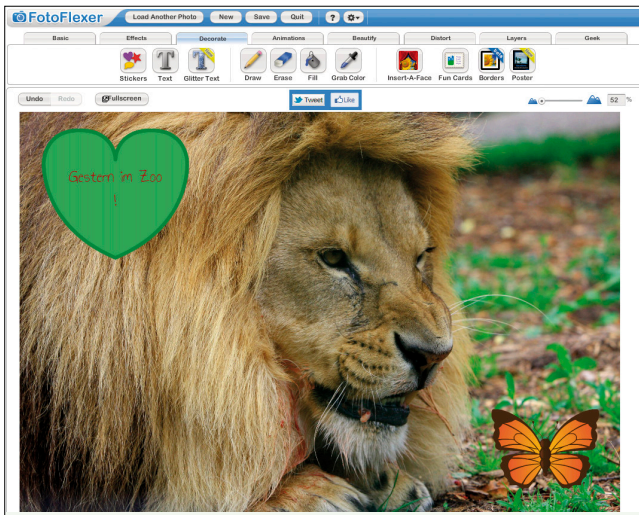 FotoFlexer
Load Another Photo New Save Quit ?
Basic Effects Decorate Animations Beautify Distort Layers Geek
Stickers Text Glitter Text Draw Erase Fill Grab Color Insert-A-Face Fun Cards Borders Poster
Undo Redo Fullscreen Tweet Like 52 %
Gestern im Zoo
!